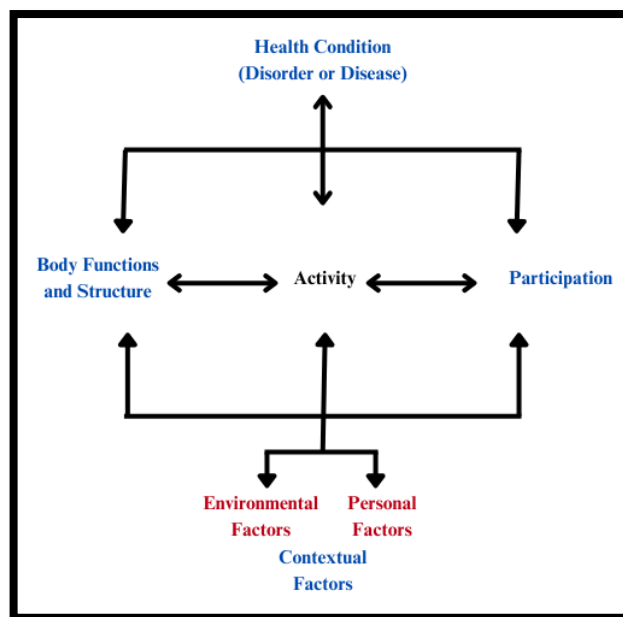 Health Condition
(Disorder or Disease)
Body Functions
and Structure
Activity
Participation
Environmental
Factors
Personal
Factors
Contextual
Factors